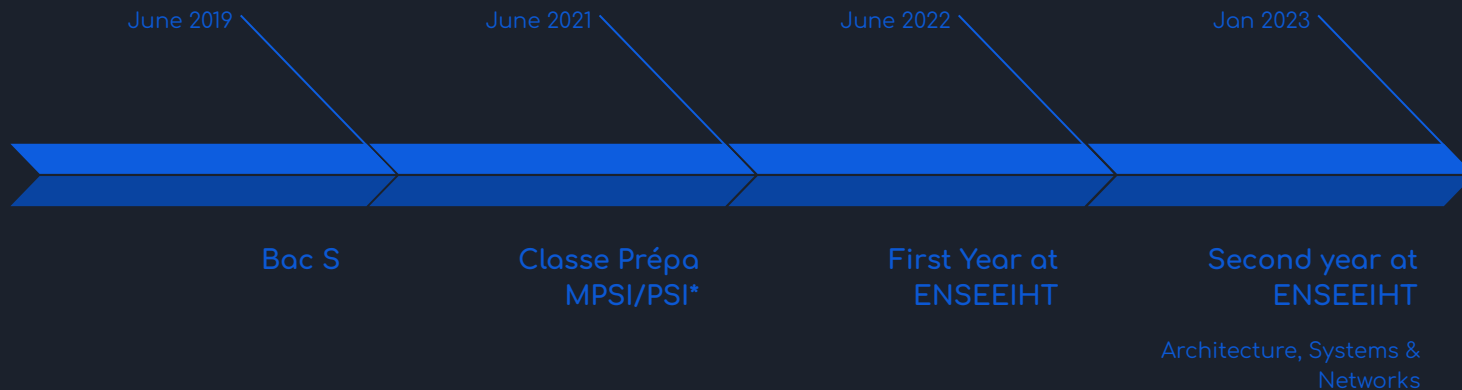 June 2019
June 2021
June 2022
Jan 2023
Bac S
Classe Prépa
MPSI/PSI*
First Year at
ENSEEIHT
Second year at
ENSEEIHT
Architecture, Systems &
Networks